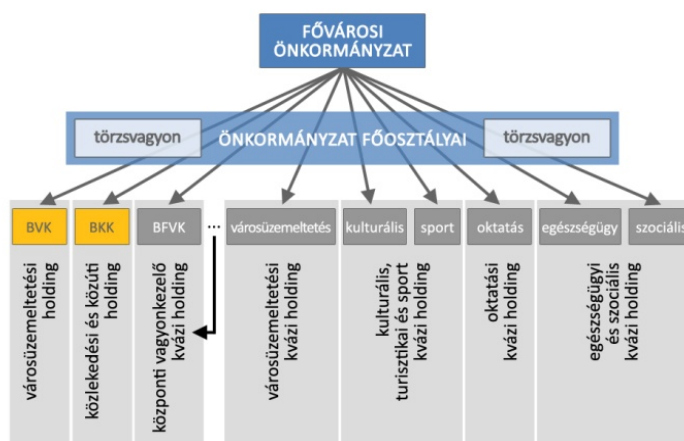 FŐVÁROSI
ÖNKORMÁNYZAT
törzsvagyon
ÖNKORMÁNYZAT FŐOSZTÁLYAI
törzsvagyon
BVK
BKK
BFVK
...
városüzemeltetés
kulturális
sport
oktatás
egészségügy
szociális
városüzemeltetési
holding
közlekedési és közúti
holding
központi vagyonkezelő
kvázi holding
városüzemeltetési
kvázi holding
kulturális,
turisztikai és sport
kvázi holding
oktatási
kvázi holding
egészségügyi
és szociális
kvázi holding